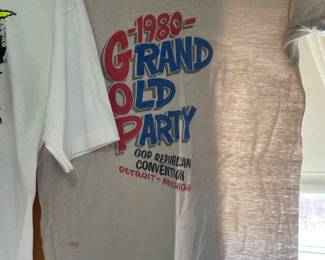 -1980-
GRAND
OLD
PARTY
GOP REPUBLICAN
CONVENTION
DETROIT - MICHIGAN